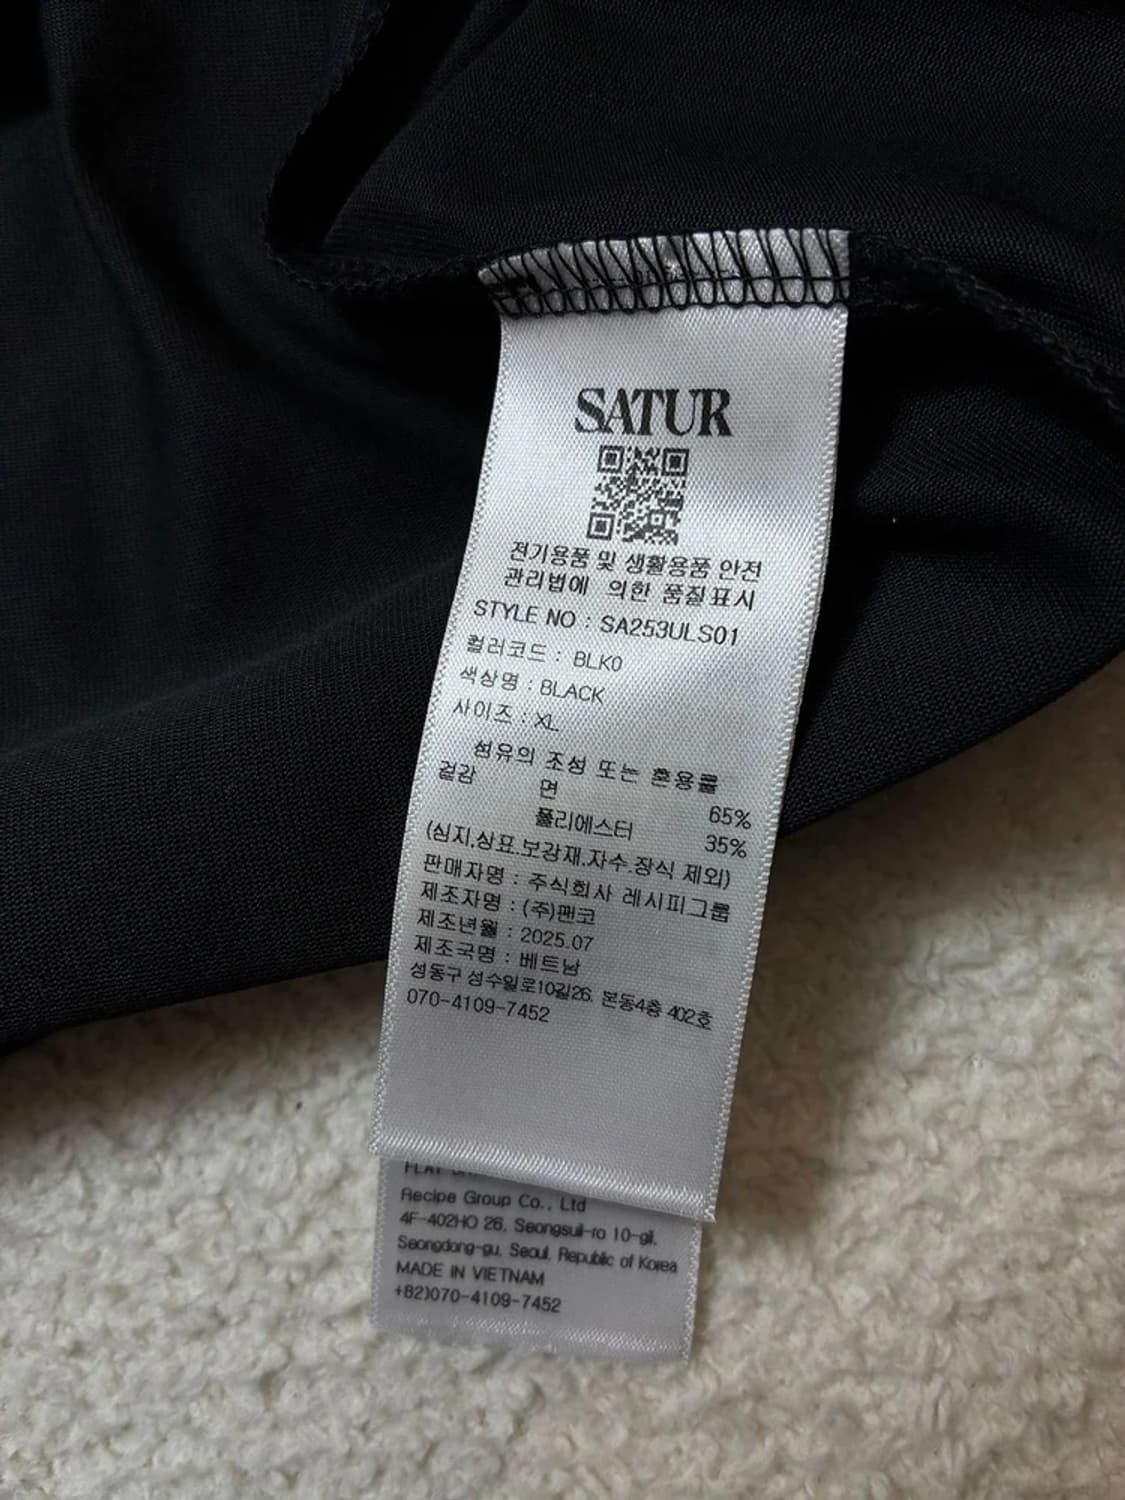 SATUR
전기용품 및 생활용품 안전
관리법에 의한 품질표시
STYLE NO : SA253ULS01
컬러코드 : BLK0
색상명 : BLACK
사이즈 : XL
섬유의 조성 또는 혼용률
겉감 면 65%
폴리에스터 35%
(심지,상표.보강재,자수.장식 제외)
판매자명 : 주식회사 레시피그룹
제조자명 : (주)팬코
제조년월 : 2025.07
제조국명 : 베트남
성동구 성수일로10길26. 본동4층 402호
070-4109-7452
FLAT
Recipe Group Co., Ltd
4F-402HO 26, Seongsuil-ro 10-gil,
Seongdong-gu, Seoul, Republic of Korea
MADE IN VIETNAM
+82)070-4109-7452